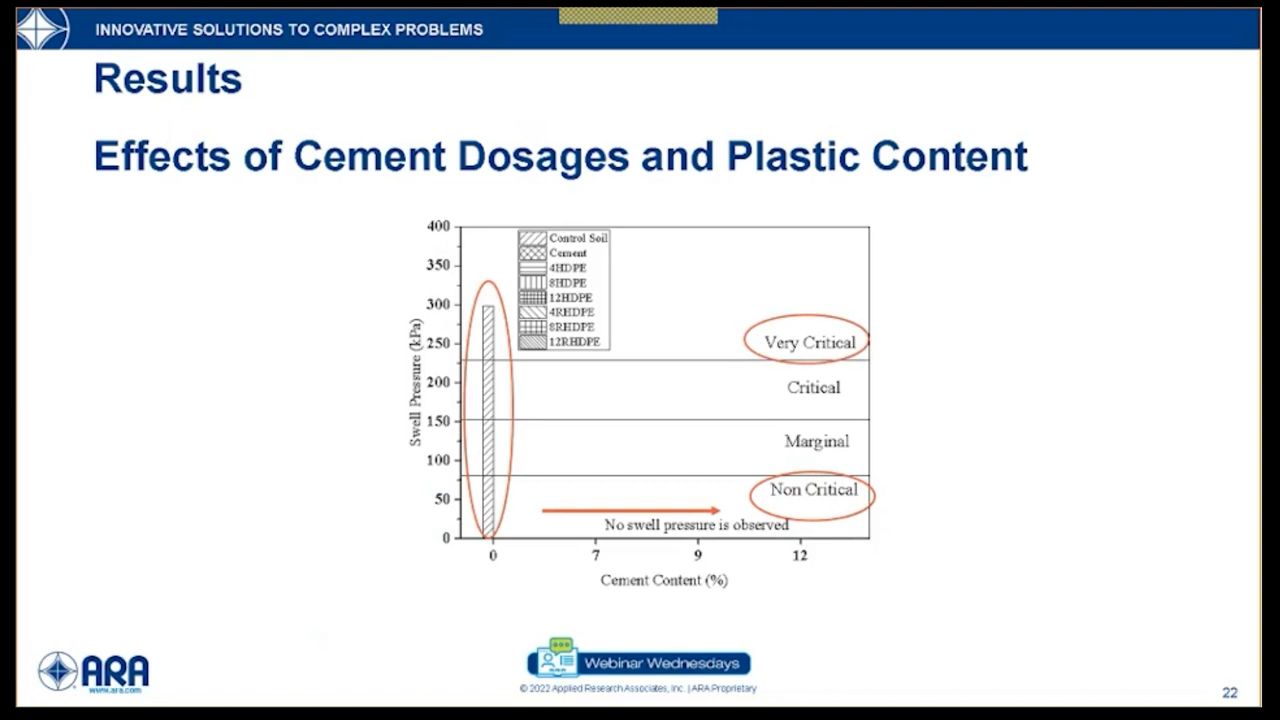 INNOVATIVE SOLUTIONS TO COMPLEX PROBLEMS
Results
Effects of Cement Dosages and Plastic Content
400
350
300
250
200
150
100
50
0
Swell Pressure (kPa)
Control Soil
Cement
4HDPE
8HDPE
12HDPE
4RHDPE
8RHDPE
12RHDPE
Very Critical
Critical
Marginal
Non Critical
No swell pressure is observed
0 7 9 12
Cement Content (%)
ARA
www.ara.com
Webinar Wednesdays
© 2022 Applied Research Associates, Inc. | ARA Proprietary
22